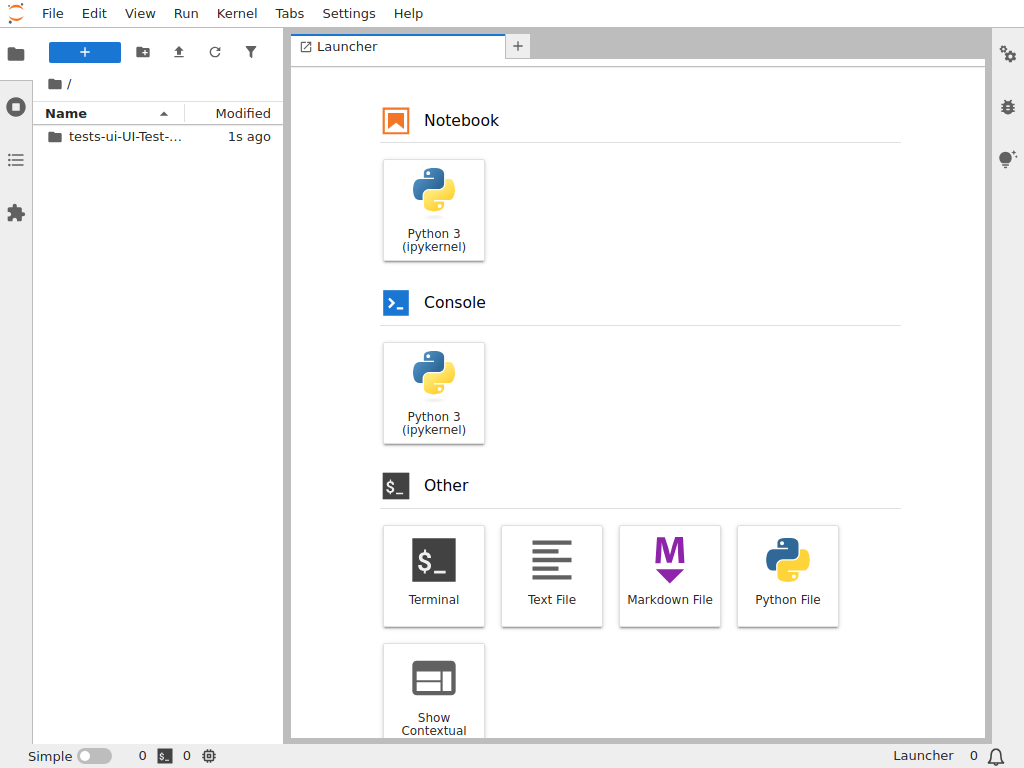 File Edit View Run Kernel Tabs Settings Help
Launcher
/
Name Modified
tests-ui-UI-Test-... 1s ago
Notebook
Python 3
(ipykernel)
Console
Python 3
(ipykernel)
Other
$_
Terminal
Text File
Markdown File
Python File
Show
Contextual
Simple 0 $_ 0 Launcher 0